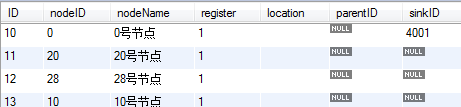 ID nodeID nodeName register location parentID sinkID
10 0 0号节点 1 NULL 4001
11 20 20号节点 1 NULL NULL
12 28 28号节点 1 NULL NULL
13 10 10号节点 1 NULL NULL